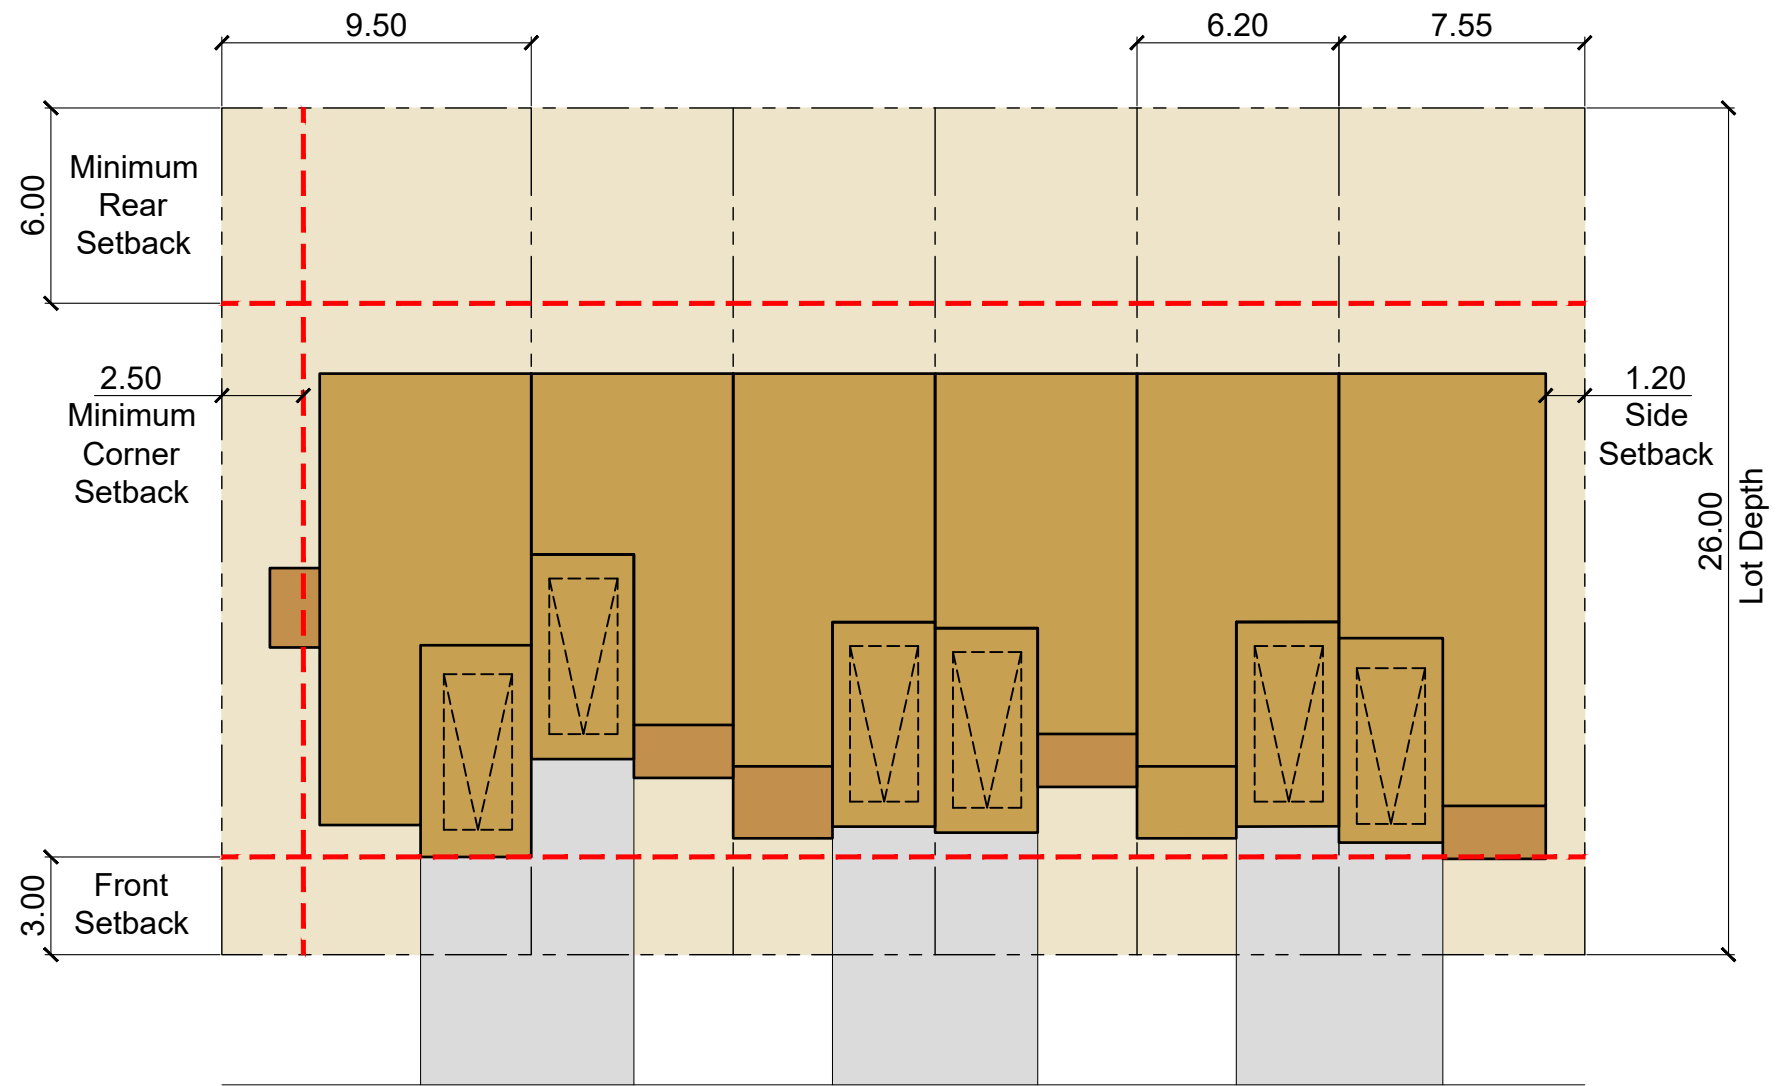 9.50
6.20
7.55
6.00
Minimum
Rear
Setback
2.50
Minimum
Corner
Setback
1.20
Side
Setback
26.00
Lot Depth
3.00
Front
Setback